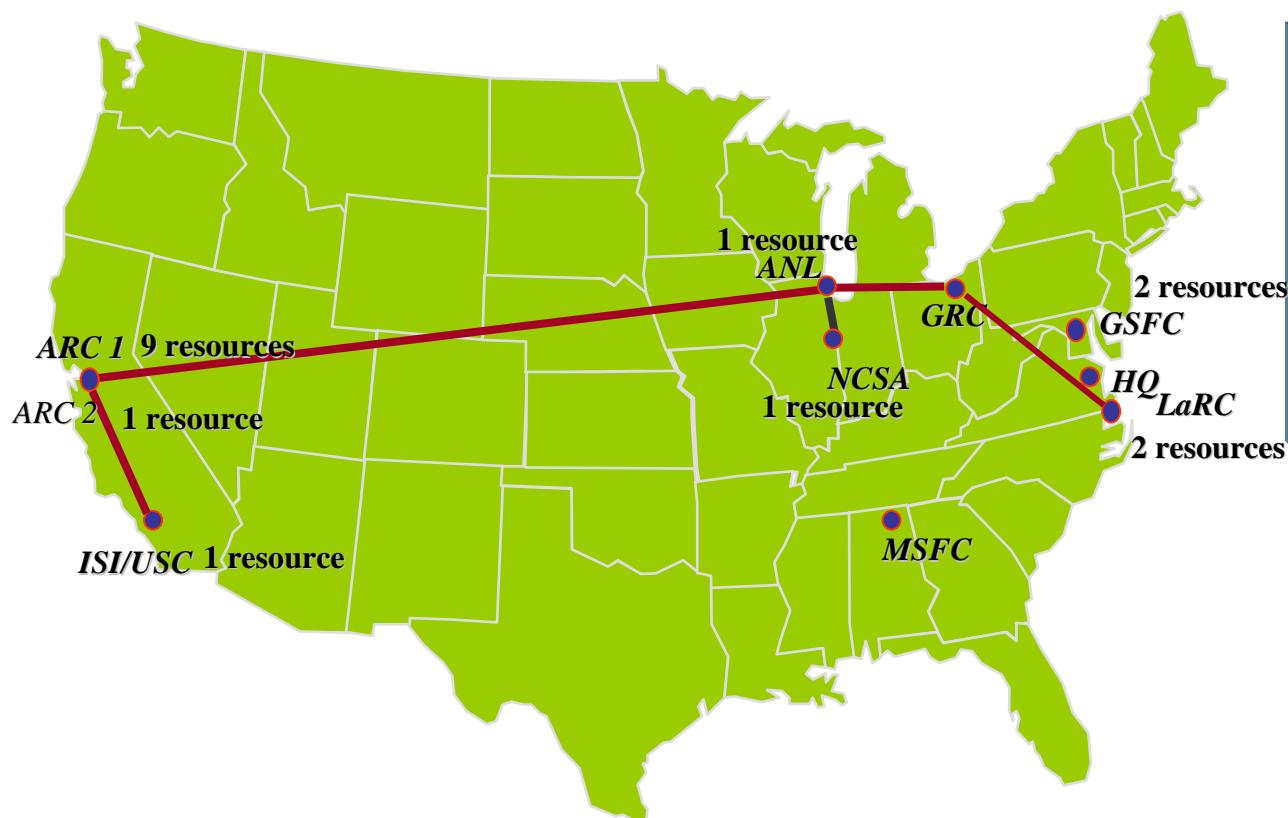 1 resource
ANL
2 resources
GRC
GSFC
ARC 1 9 resources
NCSA
HQ
LaRC
ARC 2
1 resource
1 resource
2 resources
MSFC
ISI/USC 1 resource